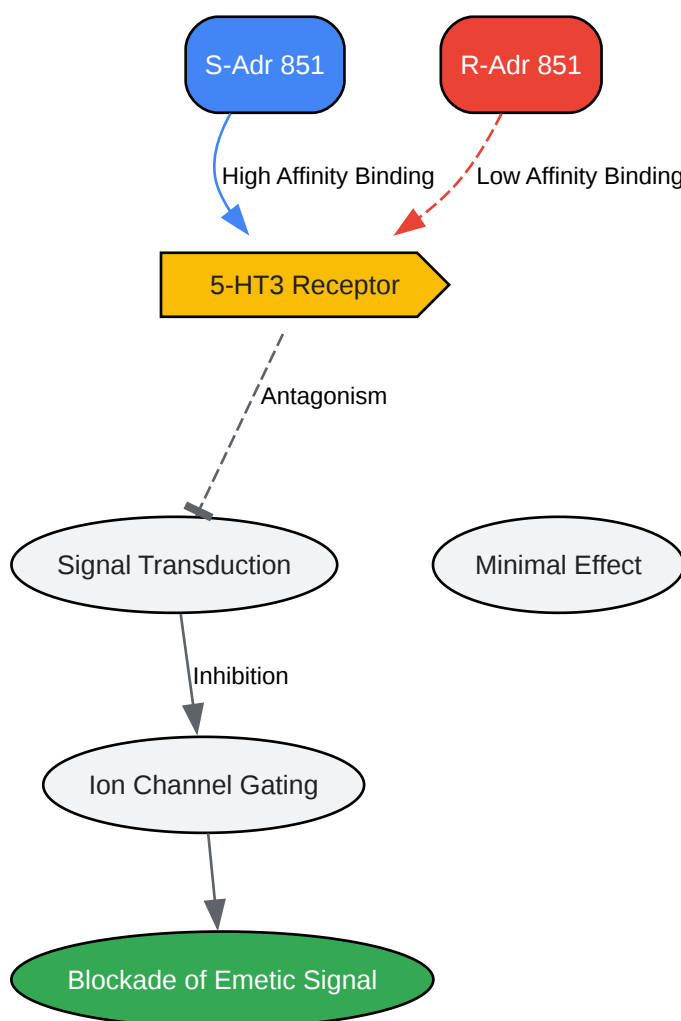 S-Adr 851
R-Adr 851
High Affinity Binding
Low Affinity Binding
5-HT3 Receptor
Antagonism
Signal Transduction
Minimal Effect
Inhibition
Ion Channel Gating
Blockade of Emetic Signal